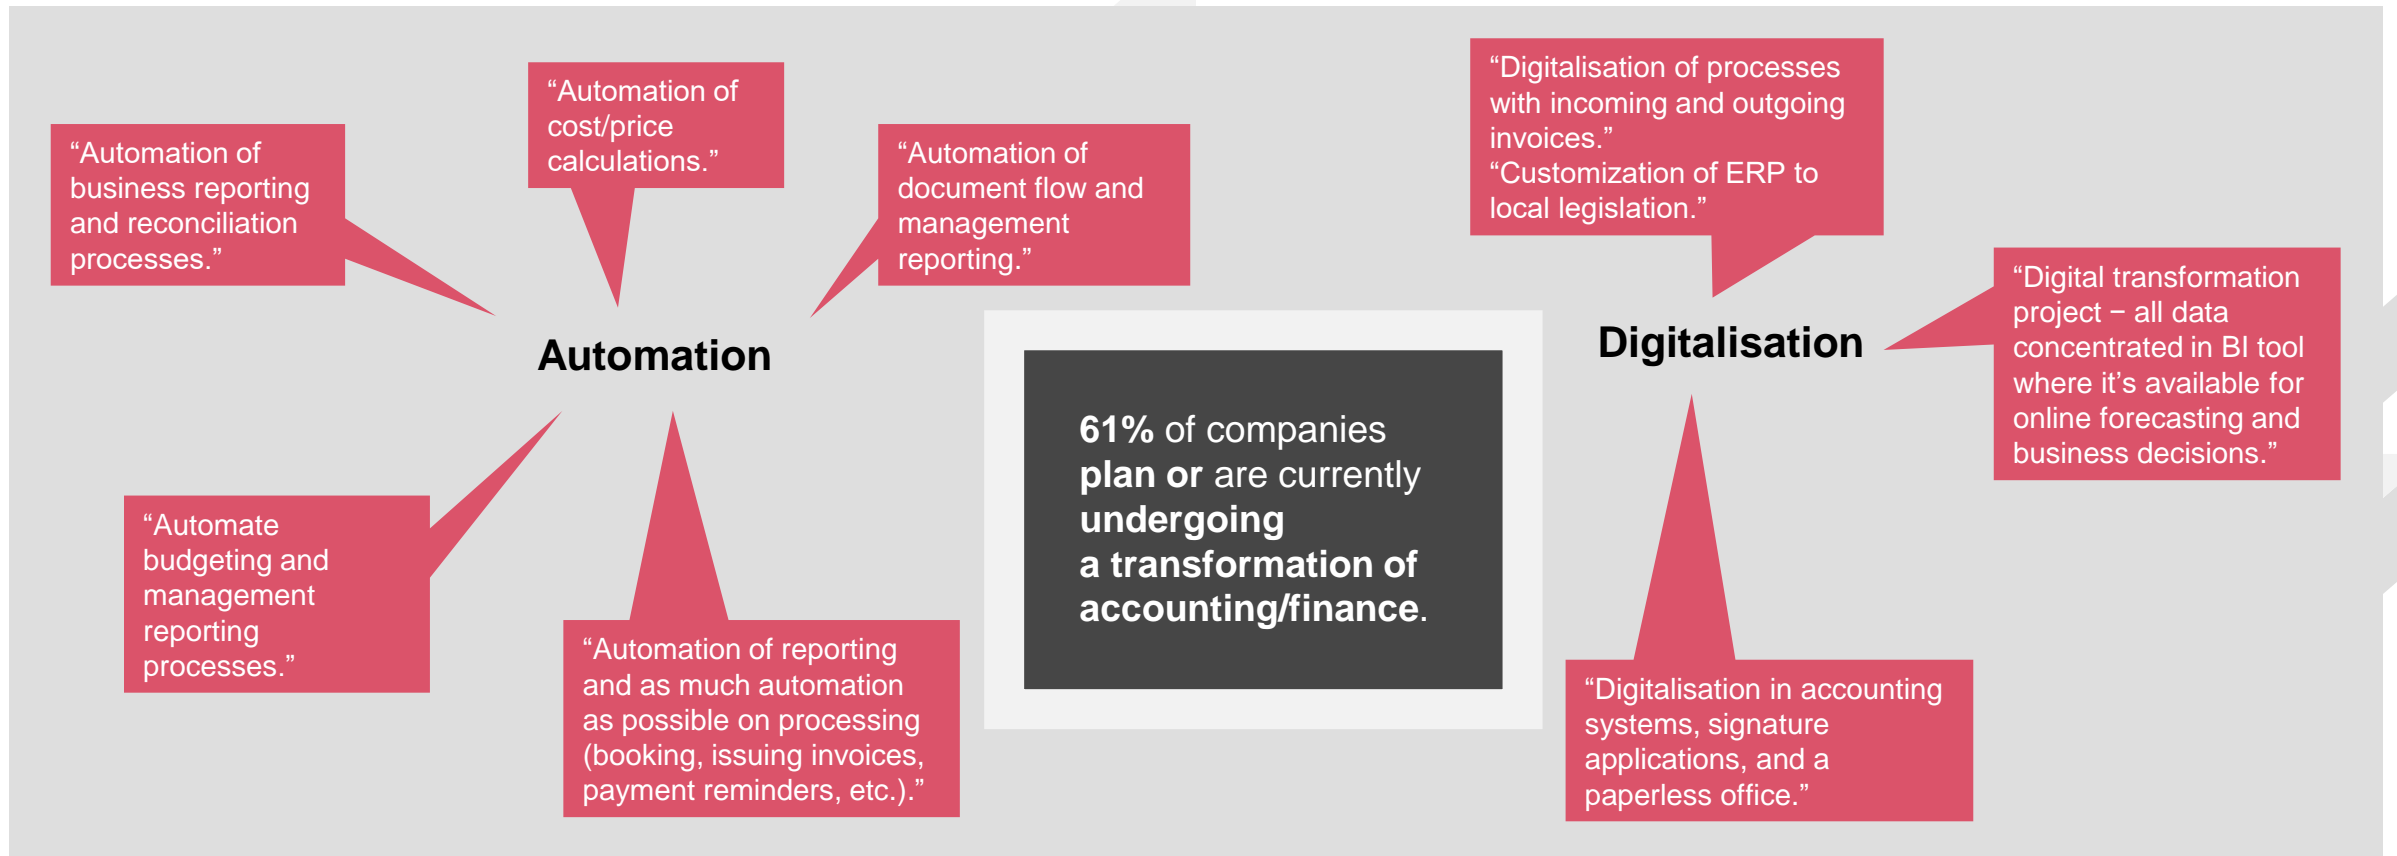 “Automation of
business reporting
and reconciliation
processes.”
“Automation of
cost/price
calculations.”
“Automation of
document flow and
management
reporting.”
Automation
“Automate
budgeting and
management
reporting
processes.”
“Automation of reporting
and as much automation
as possible on processing
(booking, issuing invoices,
payment reminders, etc.).”
61% of companies
plan or are currently
undergoing
a transformation of
accounting/finance.
“Digitalisation of processes
with incoming and outgoing
invoices.”
“Customization of ERP to
local legislation.”
Digitalisation
“Digital transformation
project − all data
concentrated in BI tool
where it’s available for
online forecasting and
business decisions.”
“Digitalisation in accounting
systems, signature
applications, and a
paperless office.”